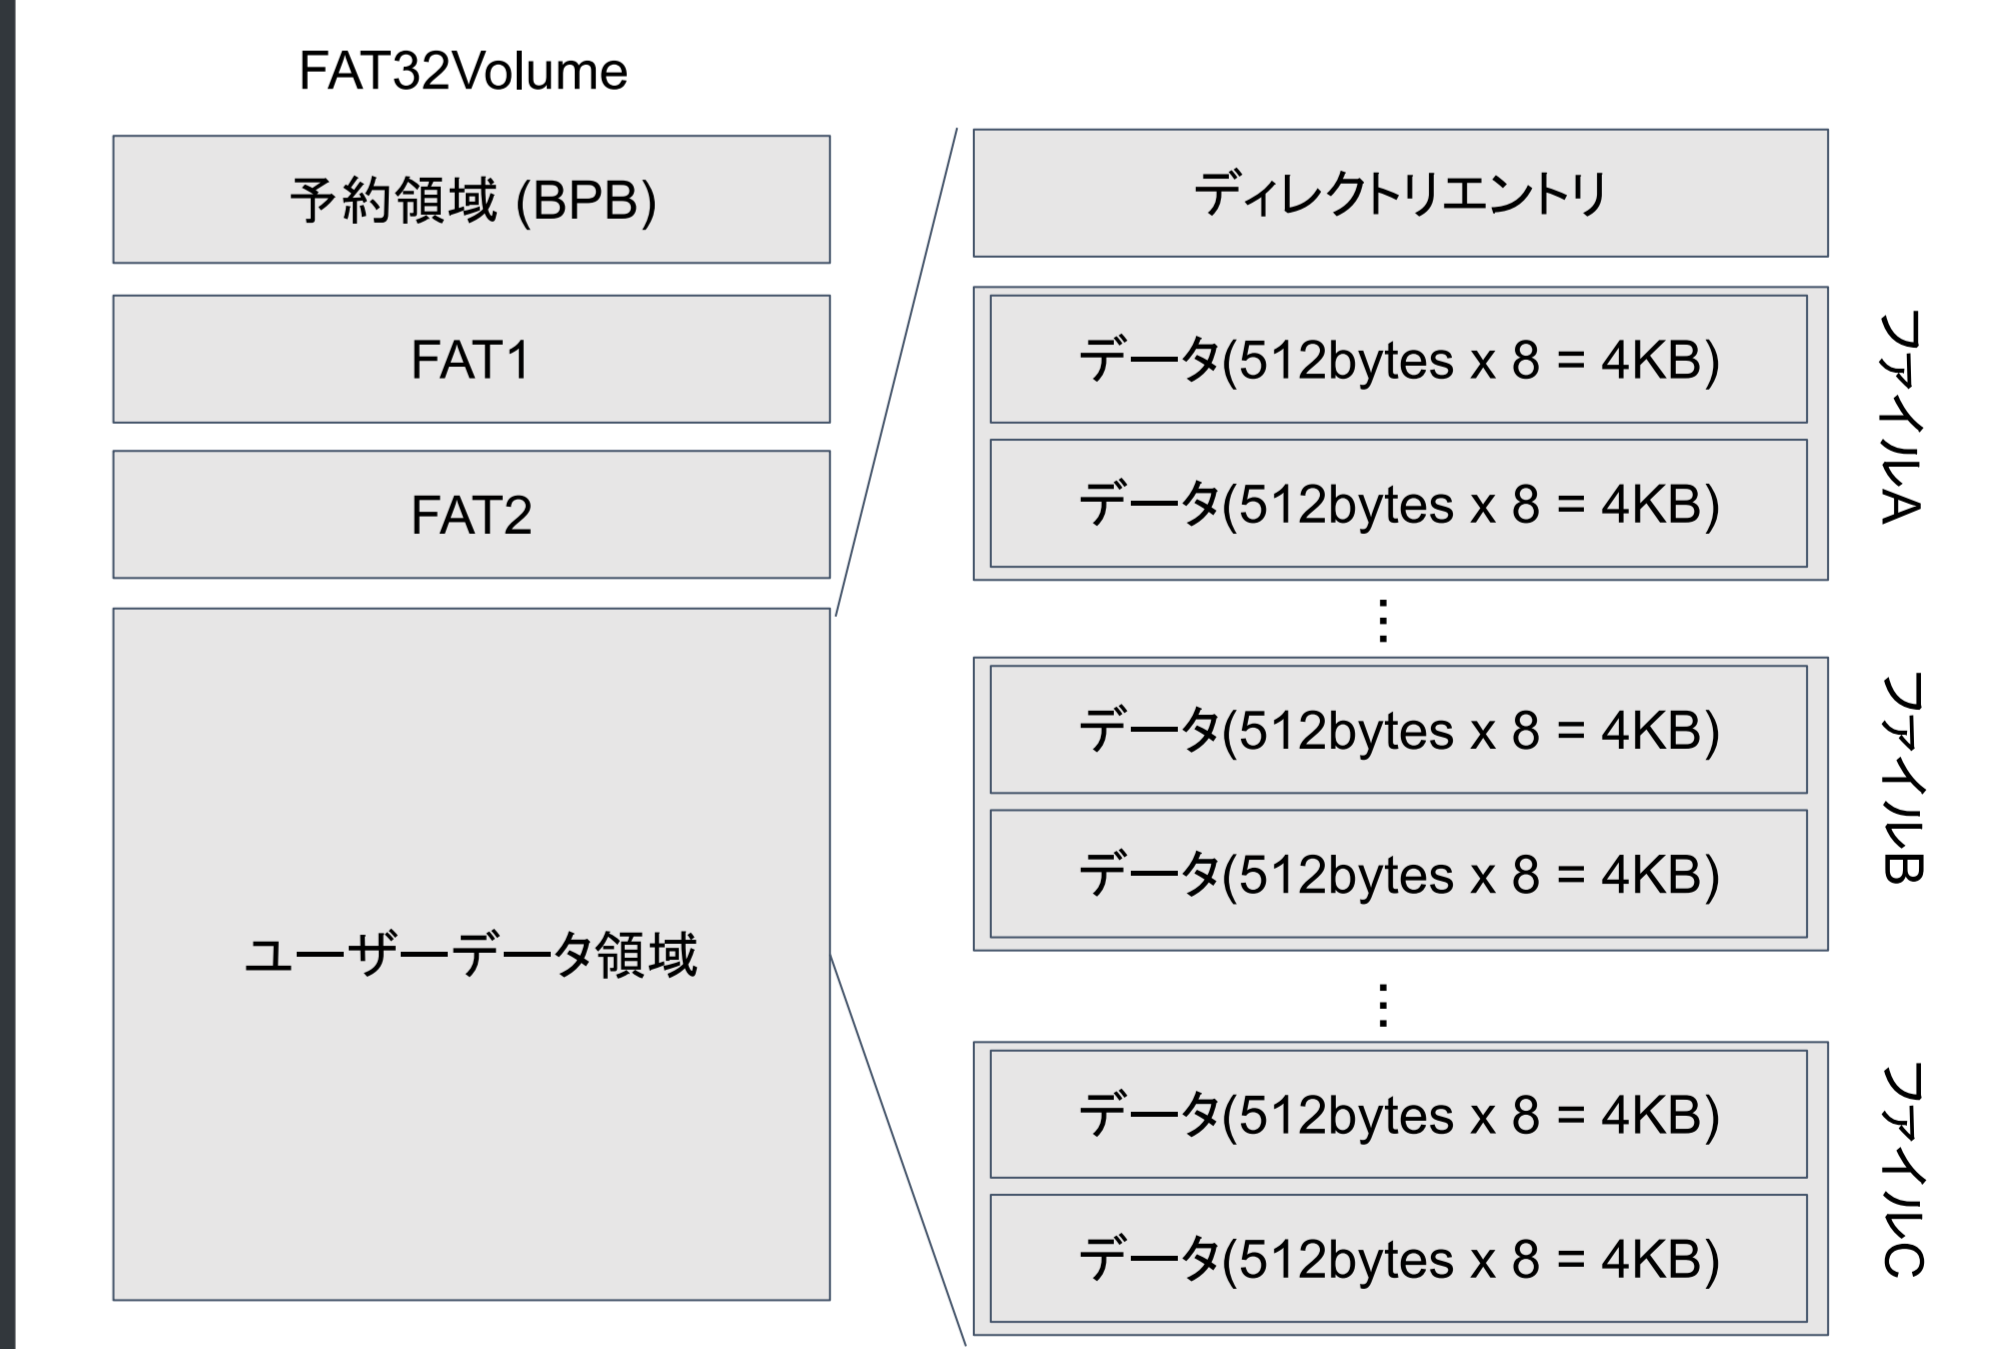 FAT32Volume
予約領域 (BPB)
FAT1
FAT2
ユーザーデータ領域
ディレクトリエントリ
データ(512bytes x 8 = 4KB)
データ(512bytes x 8 = 4KB)
ファイルA
⋮
データ(512bytes x 8 = 4KB)
データ(512bytes x 8 = 4KB)
ファイルB
⋮
データ(512bytes x 8 = 4KB)
データ(512bytes x 8 = 4KB)
ファイルC